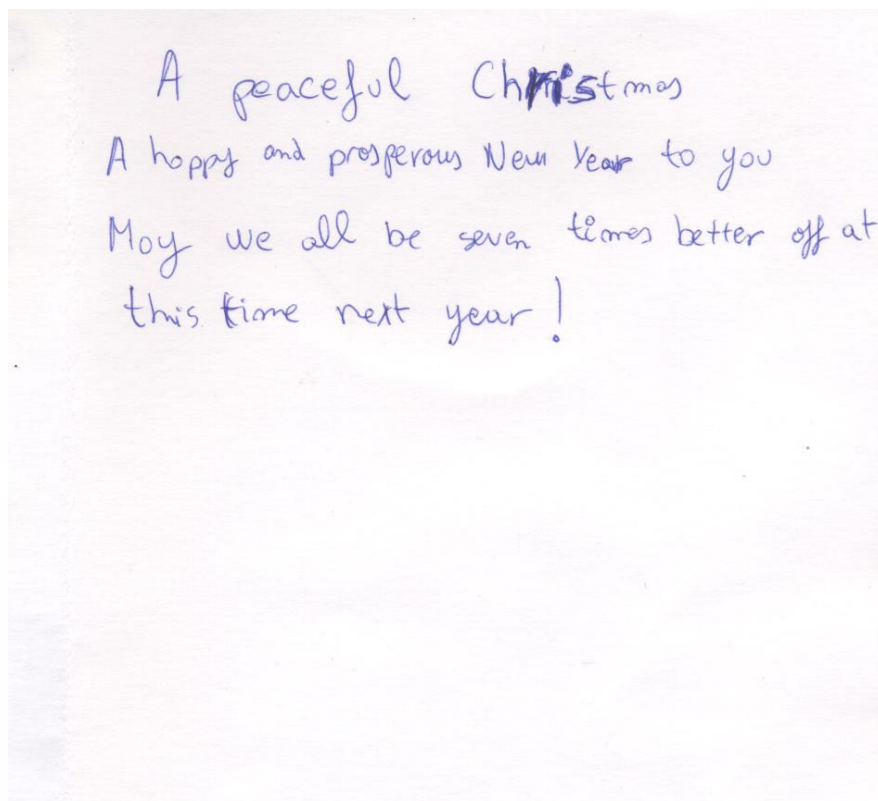 A peaceful Christmas
A happy and prosperous New Year to you
May we all be seven times better off at
this time next year!